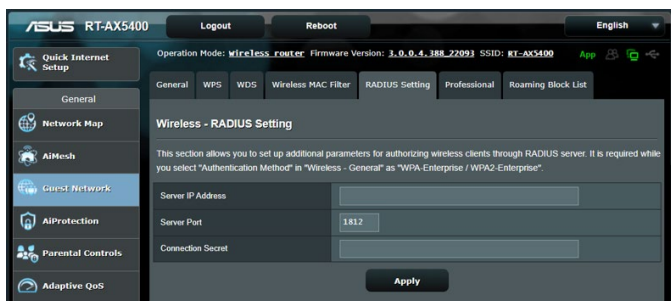 ASUS RT-AX5400 Logout Reboot English
Quick Internet
Setup
Operation Mode: Wireless router Firmware Version: 3.0.0.4.388_22093 SSID: RT-AX5400 App
General WPS WDS Wireless MAC Filter RADIUS Setting Professional Roaming Block List
General
Network Map
AiMesh
Guest Network
AiProtection
Parental Controls
Adaptive QoS
Wireless - RADIUS Setting
This section allows you to set up additional parameters for authorizing wireless clients through RADIUS server. It is required while
you select "Authentication Method" in "Wireless - General" as "WPA-Enterprise / WPA2-Enterprise".
Server IP Address
Server Port 1812
Connection Secret
Apply